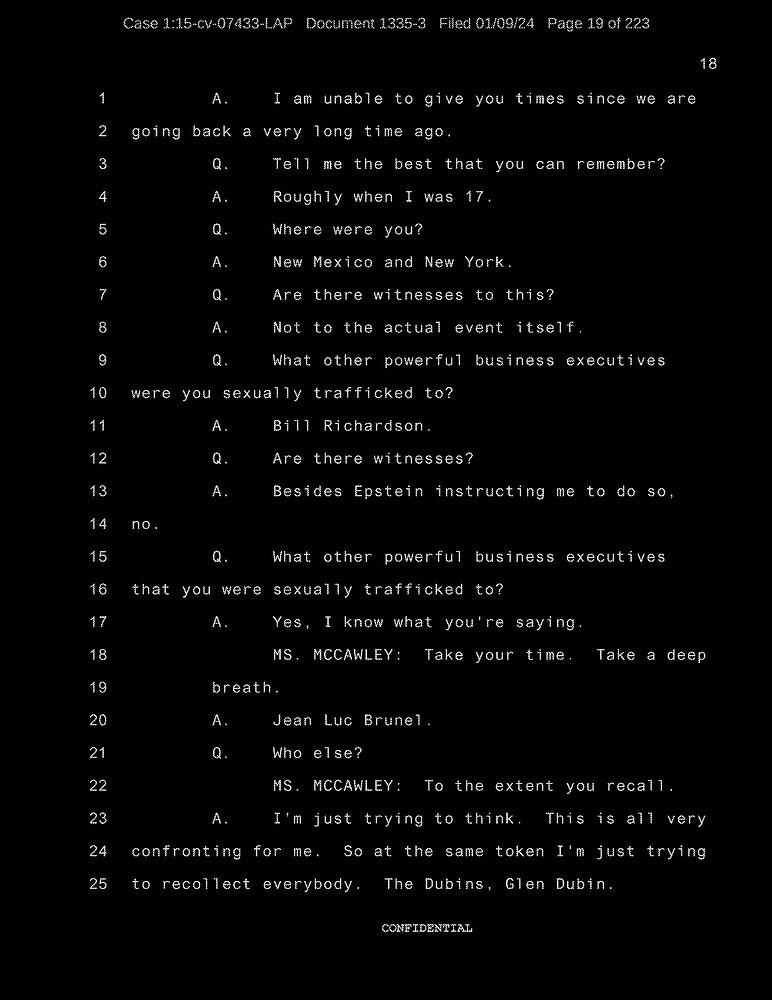 Case 1:15-cv-07433-LAP Document 1335-3 Filed 01/09/24 Page 19 of 223
18
1 A. I am unable to give you times since we are
2 going back a very long time ago.
3 Q. Tell me the best that you can remember?
4 A. Roughly when I was 17.
5 Q. Where were you?
6 A. New Mexico and New York.
7 Q. Are there witnesses to this?
8 A. Not to the actual event itself.
9 Q. What other powerful business executives
10 were you sexually trafficked to?
11 A. Bill Richardson.
12 Q. Are there witnesses?
13 A. Besides Epstein instructing me to do so,
14 no.
15 Q. What other powerful business executives
16 that you were sexually trafficked to?
17 A. Yes, I know what you're saying.
18 MS. MCCAWLEY: Take your time. Take a deep
19 breath.
20 A. Jean Luc Brunel.
21 Q. Who else?
22 MS. MCCAWLEY: To the extent you recall.
23 A. I'm just trying to think. This is all very
24 confronting for me. So at the same token I'm just trying
25 to recollect everybody. The Dubins, Glen Dubin.
CONFIDENTIAL